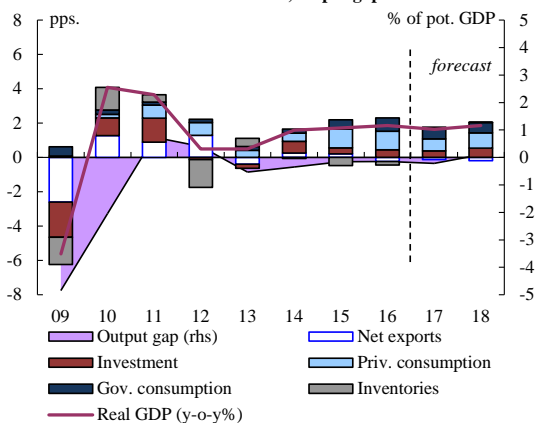 pps.
% of pot. GDP
forecast
8
6
4
2
0
-2
-4
-6
-8
5
4
3
2
1
0
-1
-2
-3
-4
-5
09 10 11 12 13 14 15 16 17 18
Output gap (rhs) Net exports
Investment Priv. consumption
Gov. consumption Inventories
Real GDP (y-o-y%)